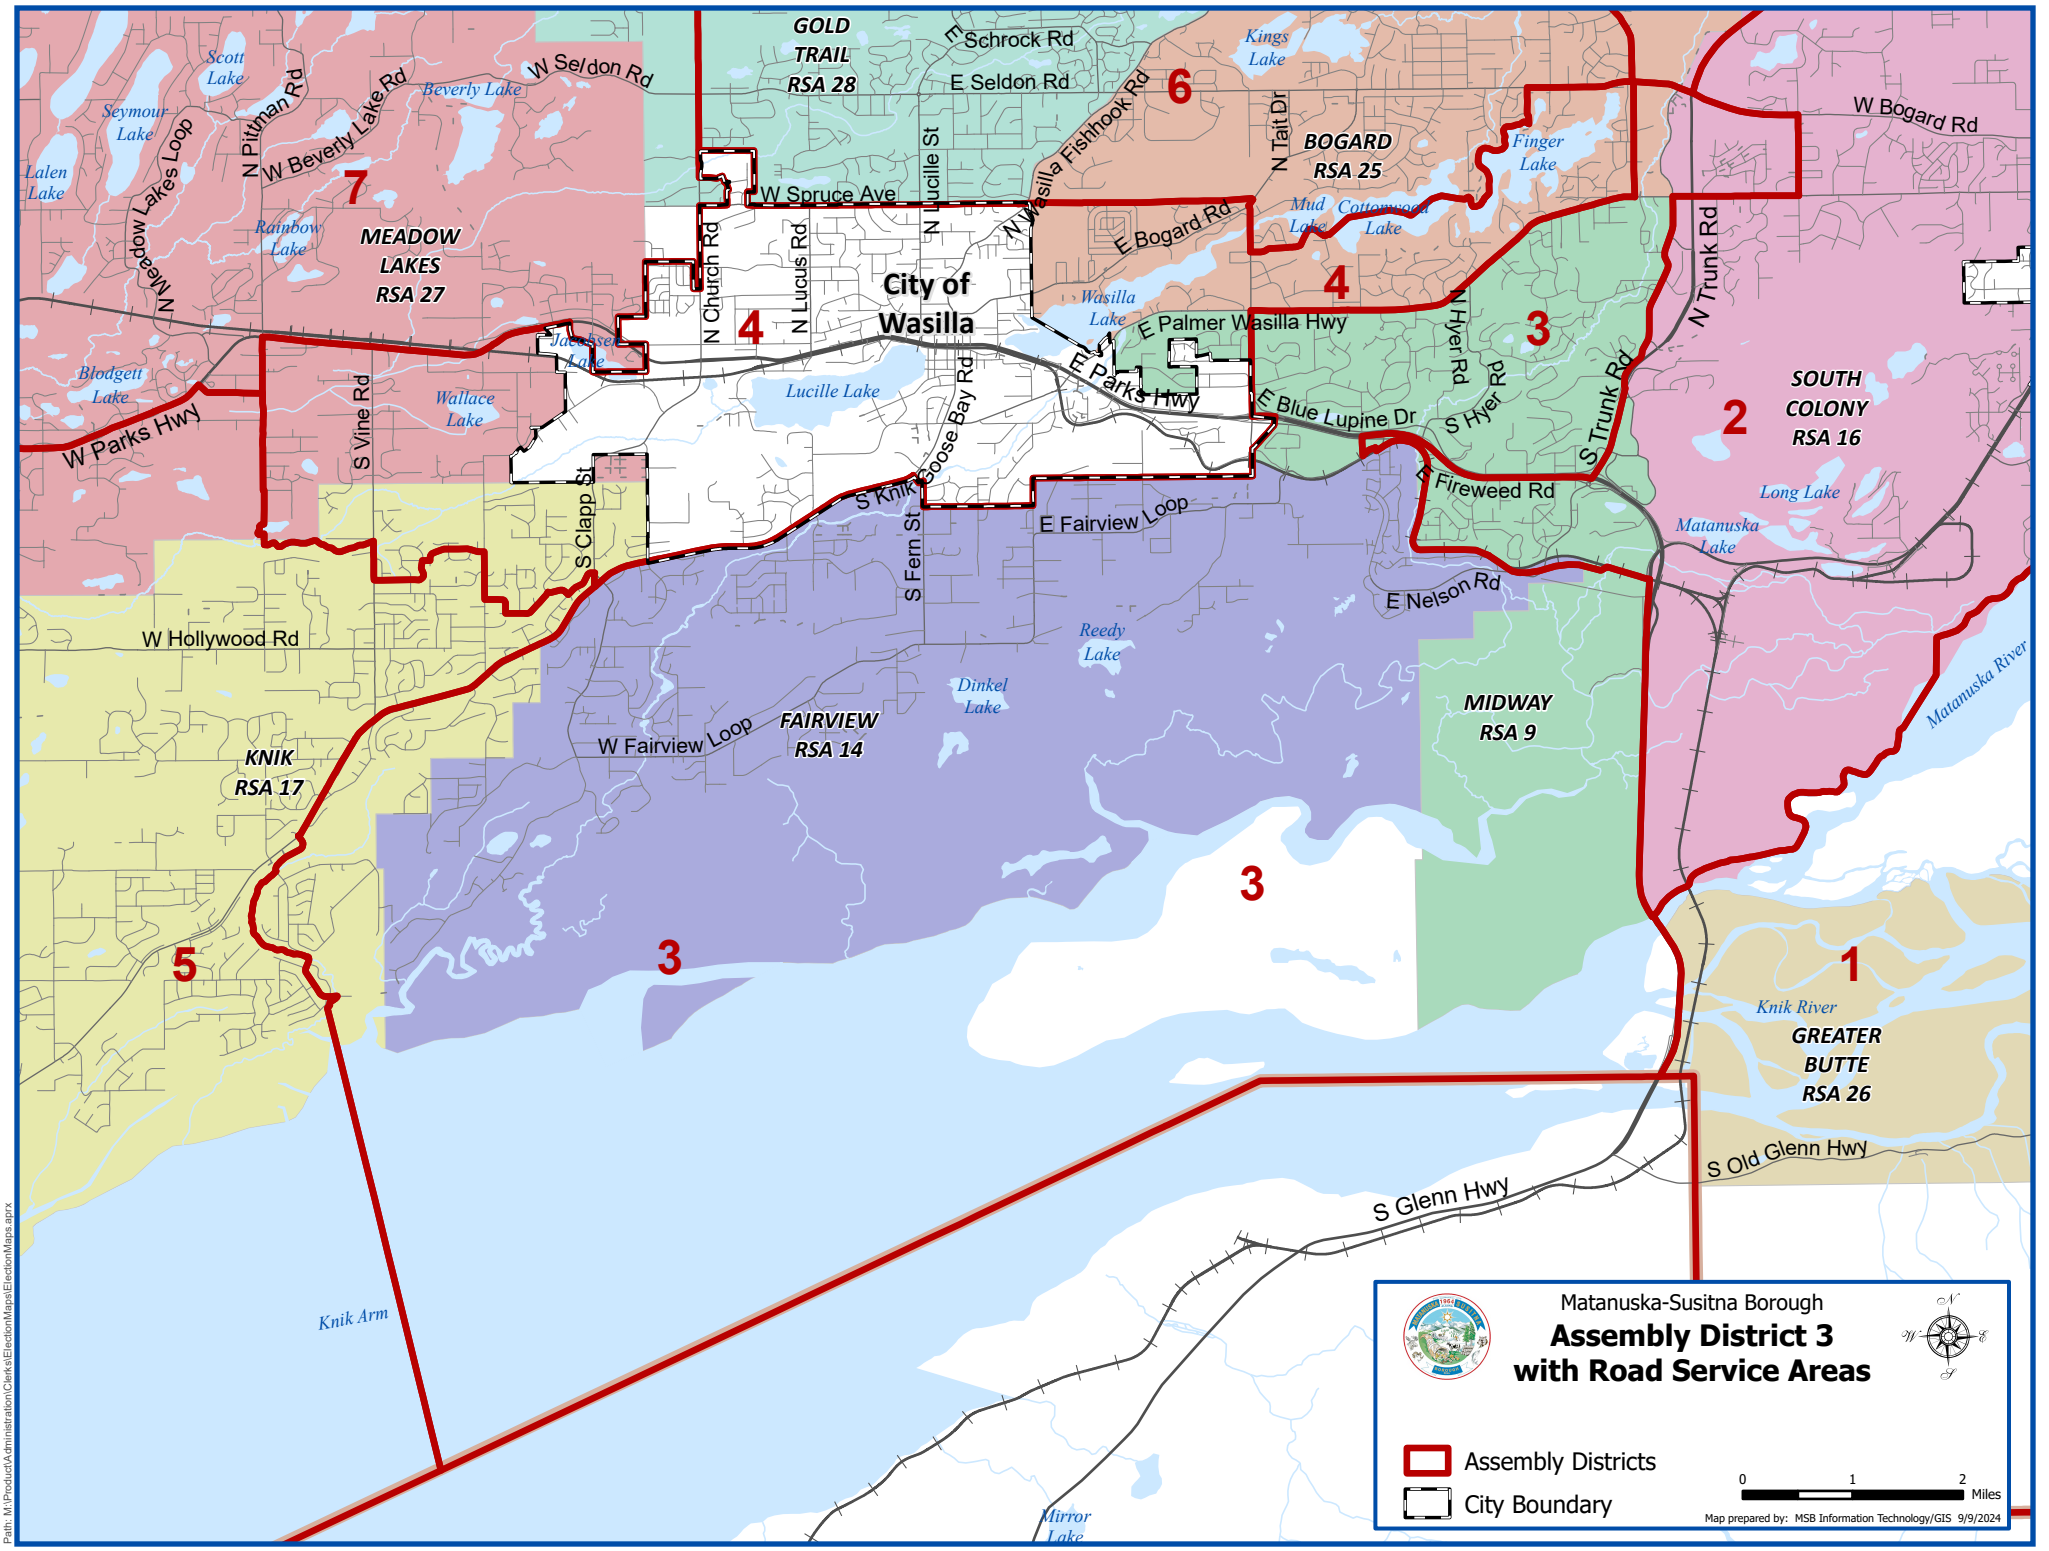 GOLD
TRAIL
RSA 28
E Schrock Rd
E Seldon Rd
W Seldon Rd
Kings
Lake
6
Scott
Lake
Seymour
Lake
Lalen
Lake
N Pittman Rd
W Beverly Lake Rd
Beverly Lake
N Meadow Lakes Loop
7
Rainbow
Lake
MEADOW
LAKES
RSA 27
N Lucille St
W Spruce Ave
N Wasilla Fishhook Rd
N Tait Dr
BOGARD
RSA 25
Finger
Lake
W Bogard Rd
Mud
Lake
Cottonwood
Lake
E Bogard Rd
N Church Rd
N Lucus Rd
City of
Wasilla
4
4
Wasilla
Lake
E Palmer Wasilla Hwy
N Hyer Rd
3
N Trunk Rd
Jacobsen
Lake
Blodgett
Lake
W Parks Hwy
S Vine Rd
Wallace
Lake
Lucille Lake
E Parks Hwy
E Blue Lupine Dr
S Hyer Rd
S Trunk Rd
2
SOUTH
COLONY
RSA 16
S Clapp St
S Knik Goose Bay Rd
E Fireweed Rd
Long Lake
Matanuska
Lake
S Fern St
E Fairview Loop
E Nelson Rd
W Hollywood Rd
Reedy
Lake
Dinkel
Lake
Matanuska River
KNIK
RSA 17
W Fairview Loop
FAIRVIEW
RSA 14
MIDWAY
RSA 9
3
5
3
1
Knik River
GREATER
BUTTE
RSA 26
S Old Glenn Hwy
S Glenn Hwy
Knik Arm
Mirror
Lake
Matanuska-Susitna Borough
Assembly District 3
with Road Service Areas
N
W
E
S
Assembly Districts
City Boundary
0 1 2
Miles
Map prepared by: MSB Information Technology/GIS 9/9/2024
Path: M:\Product\Administration\Clerks\ElectionMaps\ElectionMaps.aprx